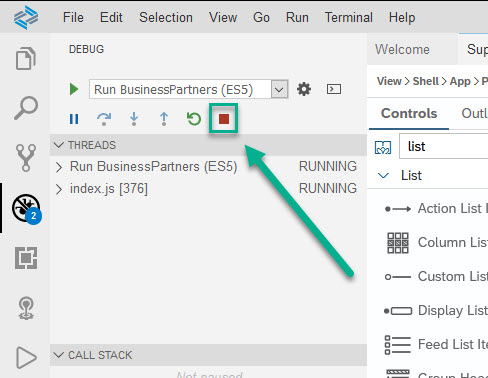 File Edit Selection View Go Run Terminal Help
DEBUG
Run BusinessPartners (ES5)
THREADS
Run BusinessPartners (ES5) RUNNING
index.js [376] RUNNING
2
CALL STACK
Not paused
Welcome Sup
View > Shell > App > P
Controls Outl
list
List
Action List I
Column List
Custom List
Display List
Feed List Ite
Group Head